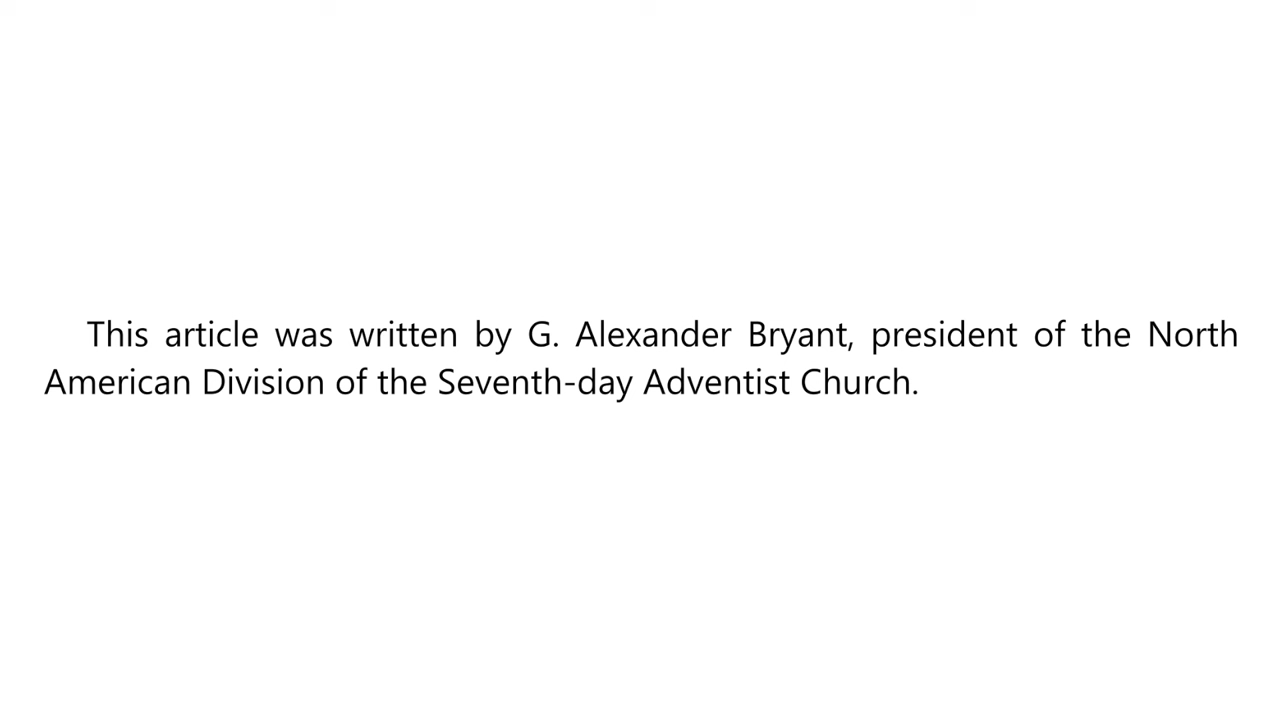 This article was written by G. Alexander Bryant, president of the North
American Division of the Seventh-day Adventist Church.